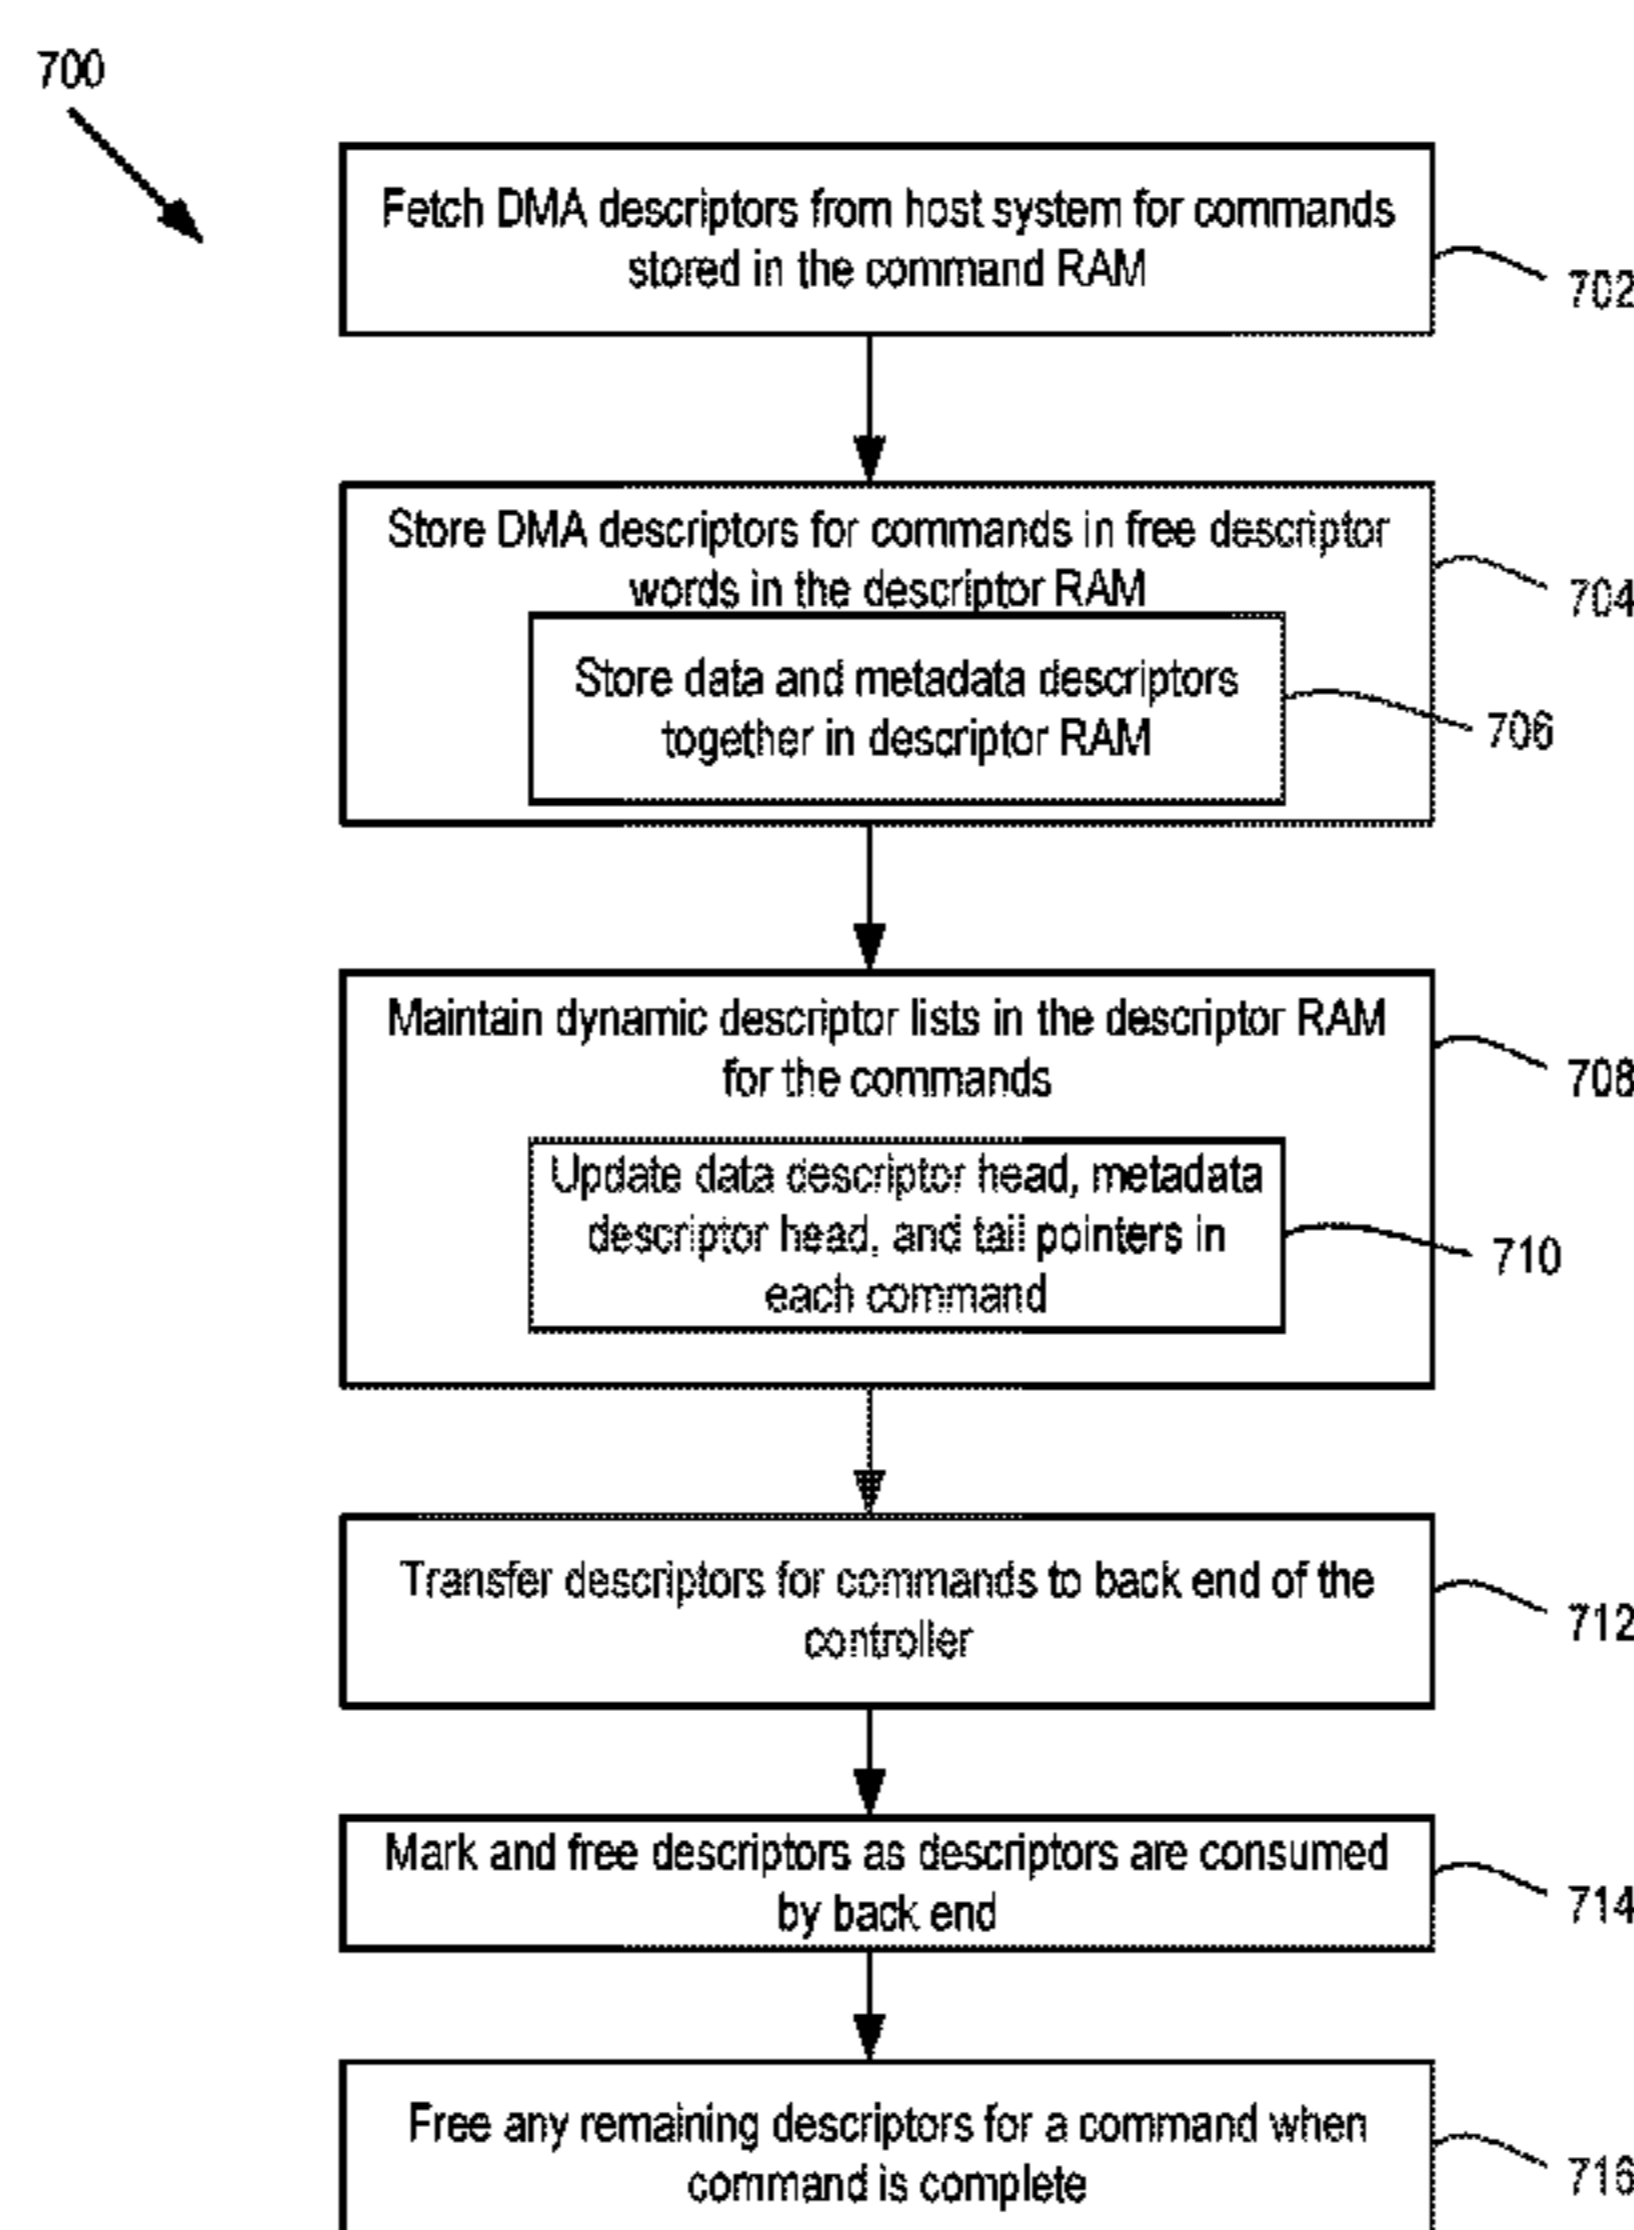 700
Fetch DMA descriptors from host system for commands
stored in the command RAM
702
Store DMA descriptors for commands in free descriptor
words in the descriptor RAM
704
Store data and metadata descriptors
together in descriptor RAM
706
Maintain dynamic descriptor lists in the descriptor RAM
for the commands
708
Update data descriptor head, metadata
descriptor head, and tail pointers in
each command
710
Transfer descriptors for commands to back end of the
controller
712
Mark and free descriptors as descriptors are consumed
by back end
714
Free any remaining descriptors for a command when
command is complete
716